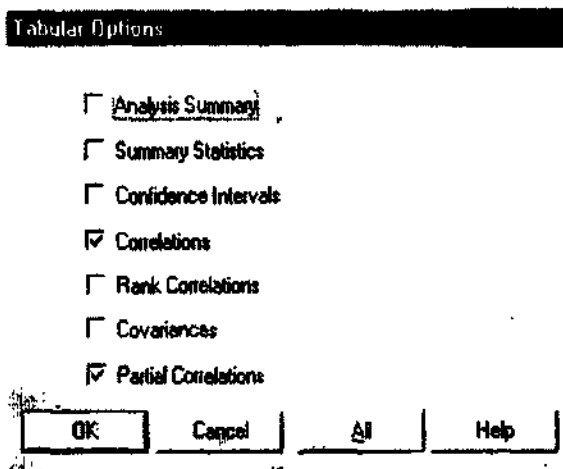 Tabular Options
Analysis Summary
Summary Statistics
Confidence Intervals
Correlations
Rank Correlations
Covariances
Partial Correlations
OK Cancel All Help